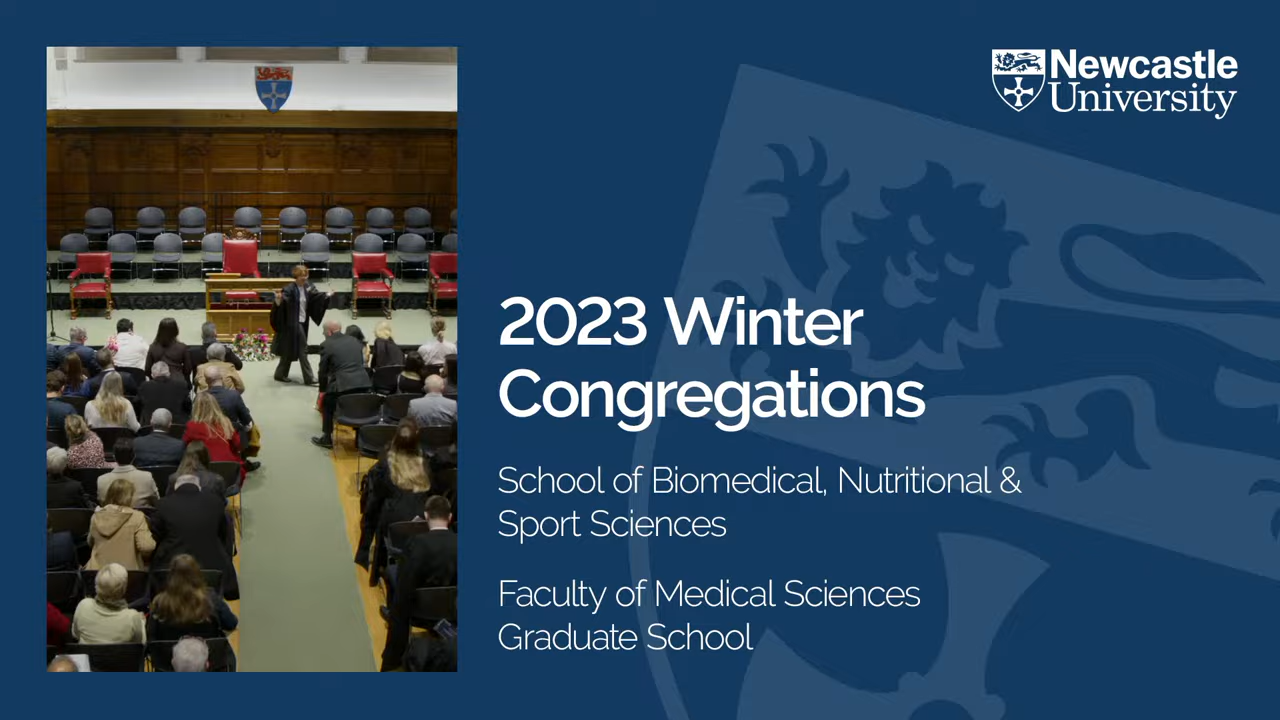 Newcastle
University
2023 Winter
Congregations
School of Biomedical, Nutritional &
Sport Sciences
Faculty of Medical Sciences
Graduate School